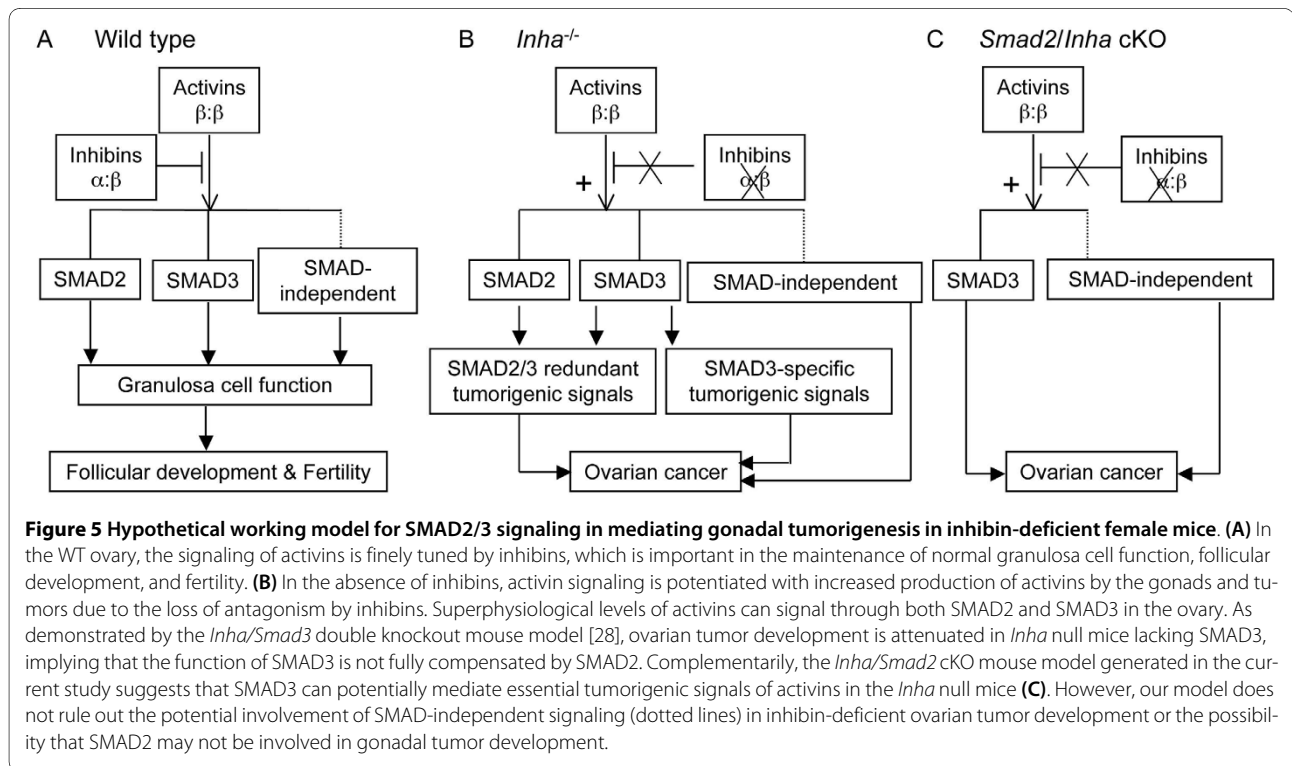 A Wild type
Activins
β:β
Inhibins
α:β
SMAD2
SMAD3
SMAD-
independent
Granulosa cell function
Follicular development & Fertility
B Inha-/-
Activins
β:β
Inhibins
α:β
+
SMAD2
SMAD3
SMAD-independent
SMAD2/3 redundant
tumorigenic signals
SMAD3-specific
tumorigenic signals
Ovarian cancer
C Smad2/Inha cKO
Activins
β:β
Inhibins
α:β
+
SMAD3
SMAD-independent
Ovarian cancer
Figure 5 Hypothetical working model for SMAD2/3 signaling in mediating gonadal tumorigenesis in inhibin-deficient female mice. (A) In
the WT ovary, the signaling of activins is finely tuned by inhibins, which is important in the maintenance of normal granulosa cell function, follicular
development, and fertility. (B) In the absence of inhibins, activin signaling is potentiated with increased production of activins by the gonads and tu-
mors due to the loss of antagonism by inhibins. Superphysiological levels of activins can signal through both SMAD2 and SMAD3 in the ovary. As
demonstrated by the Inha/Smad3 double knockout mouse model [28], ovarian tumor development is attenuated in Inha null mice lacking SMAD3,
implying that the function of SMAD3 is not fully compensated by SMAD2. Complementarily, the Inha/Smad2 cKO mouse model generated in the cur-
rent study suggests that SMAD3 can potentially mediate essential tumorigenic signals of activins in the Inha null mice (C). However, our model does
not rule out the potential involvement of SMAD-independent signaling (dotted lines) in inhibin-deficient ovarian tumor development or the possibil-
ity that SMAD2 may not be involved in gonadal tumor development.